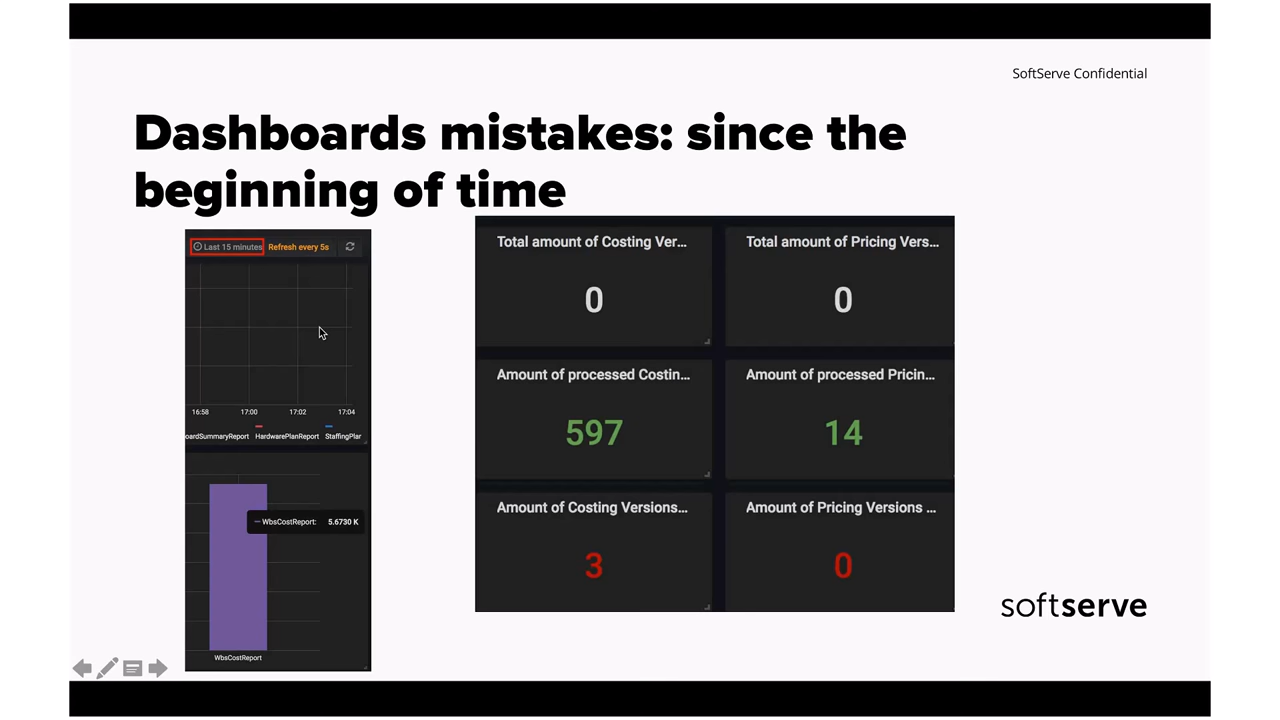 SoftServe Confidential
Dashboards mistakes: since the
beginning of time
Last 15 minutes Refresh every 5s
16:58 17:00 17:02 17:04
oardSummaryReport HardwarePlanReport StaffingPlar
WbsCostReport: 5.6730 K
WbsCostReport
Total amount of Costing Ver... Total amount of Pricing Vers...
0 0
Amount of processed Costin... Amount of processed Pricin...
597 14
Amount of Costing Versions... Amount of Pricing Versions ...
3 0
softserve